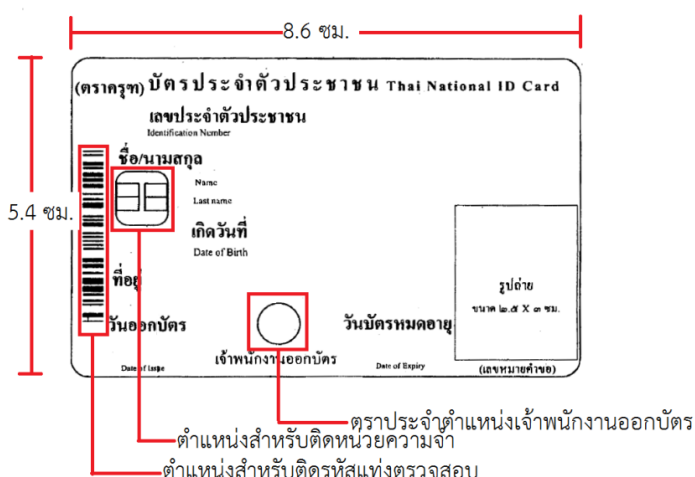 8.6 ซม.
(ตราครุฑ) บัตรประจำตัวประชาชน Thai National ID Card
เลขประจำตัวประชาชน
Identification Number
ชื่อ/นามสกุล
Name
Last name
5.4 ซม.
เกิดวันที่
Date of Birth
ที่อยู่
รูปถ่าย
ขนาด ๒.๕ X ๓ ซม.
วันออกบัตร
วันบัตรหมดอายุ
เจ้าพนักงานออกบัตร
Date of Issue
Date of Expiry
(เลขหมายคำขอ)
ตราประจำตำแหน่งเจ้าพนักงานออกบัตร
ตำแหน่งสำหรับติดหน่วยความจำ
ตำแหน่งสำหรับติดรหัสแท่งตรวจสอบ